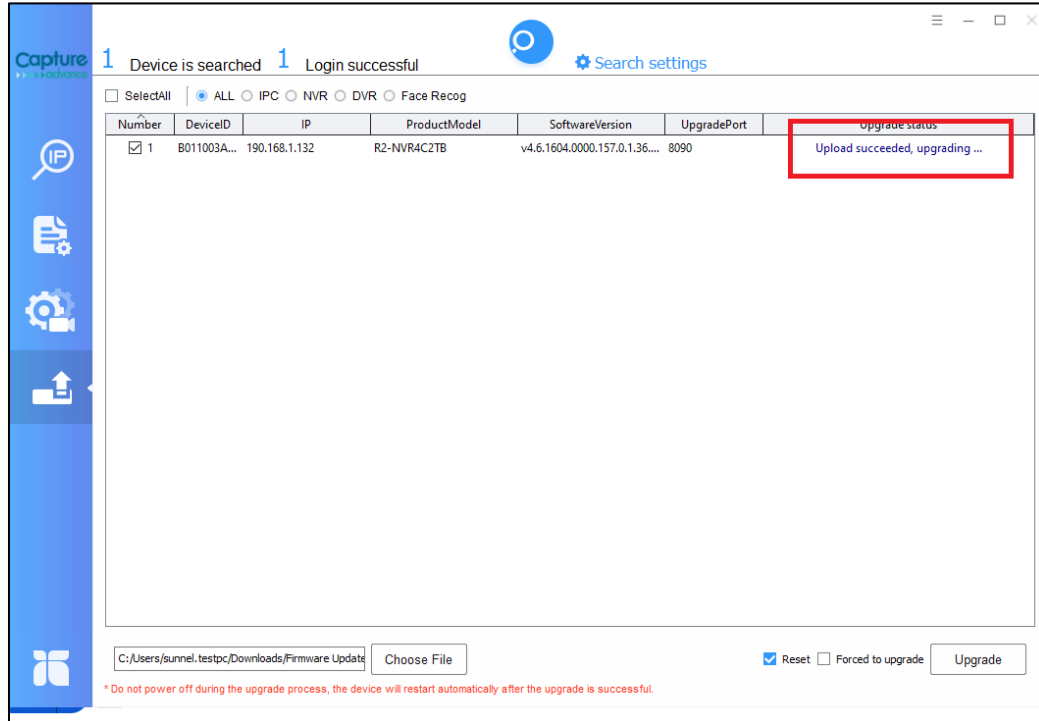 Capture
advance
1 Device is searched 1 Login successful
Search settings
SelectAll ALL IPC NVR DVR Face Recog
Number DeviceID IP ProductModel SoftwareVersion UpgradePort Upgrade status
1 B011003A... 190.168.1.132 R2-NVR4C2TB v4.6.1604.0000.157.0.1.36.... 8090 Upload succeeded, upgrading ...
IP
C:/Users/sunnel.testpc/Downloads/Firmware Update Choose File Reset Forced to upgrade Upgrade
* Do not power off during the upgrade process, the device will restart automatically after the upgrade is successful.